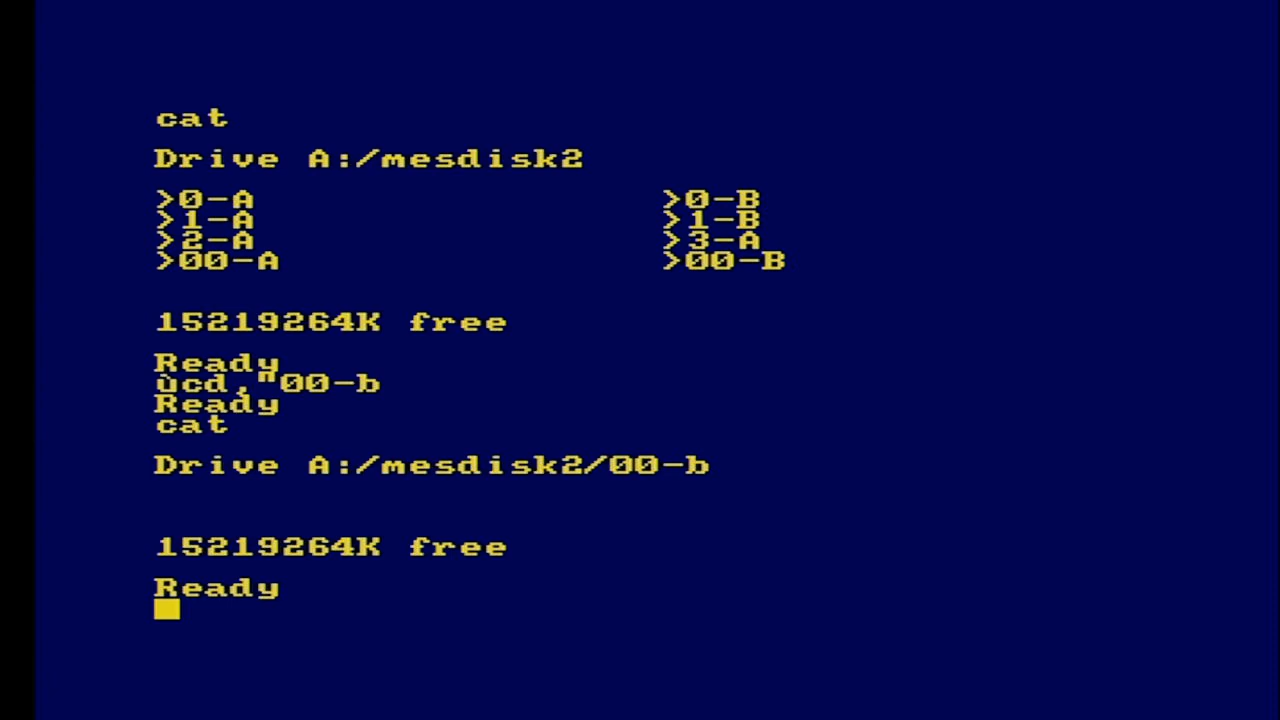 cat
Drive A:/mesdisk2
>0-A >0-B
>1-A >1-B
>2-A >3-A
>00-A >00-B
15219264K free
Ready
ùcd,"00-b
Ready
cat
Drive A:/mesdisk2/00-b
15219264K free
Ready